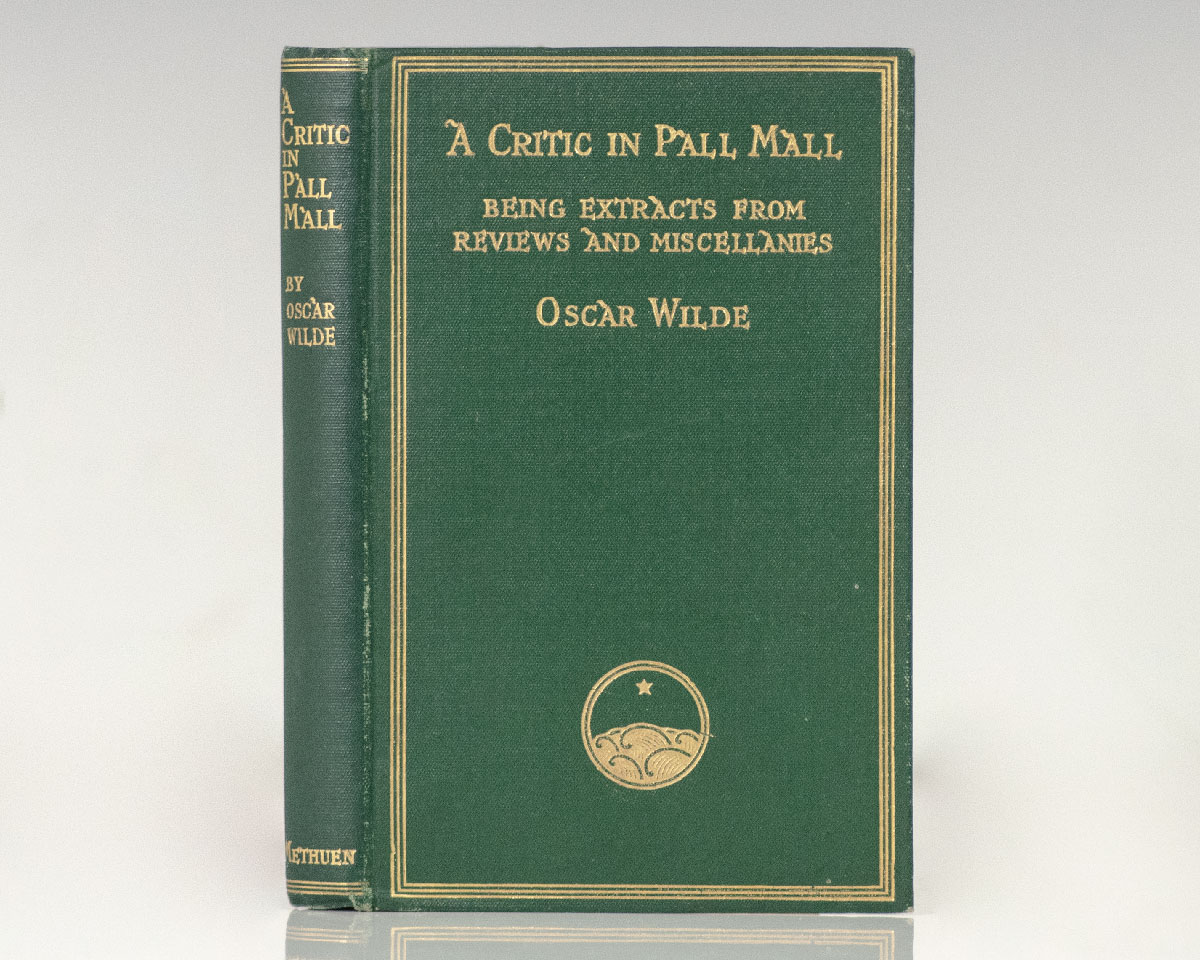 A
CRITIC
IN
PALL
MALL
BY
OSCAR
WILDE
METHUEN
A CRITIC IN PALL MALL
BEING EXTRACTS FROM
REVIEWS AND MISCELLANIES
OSCAR WILDE